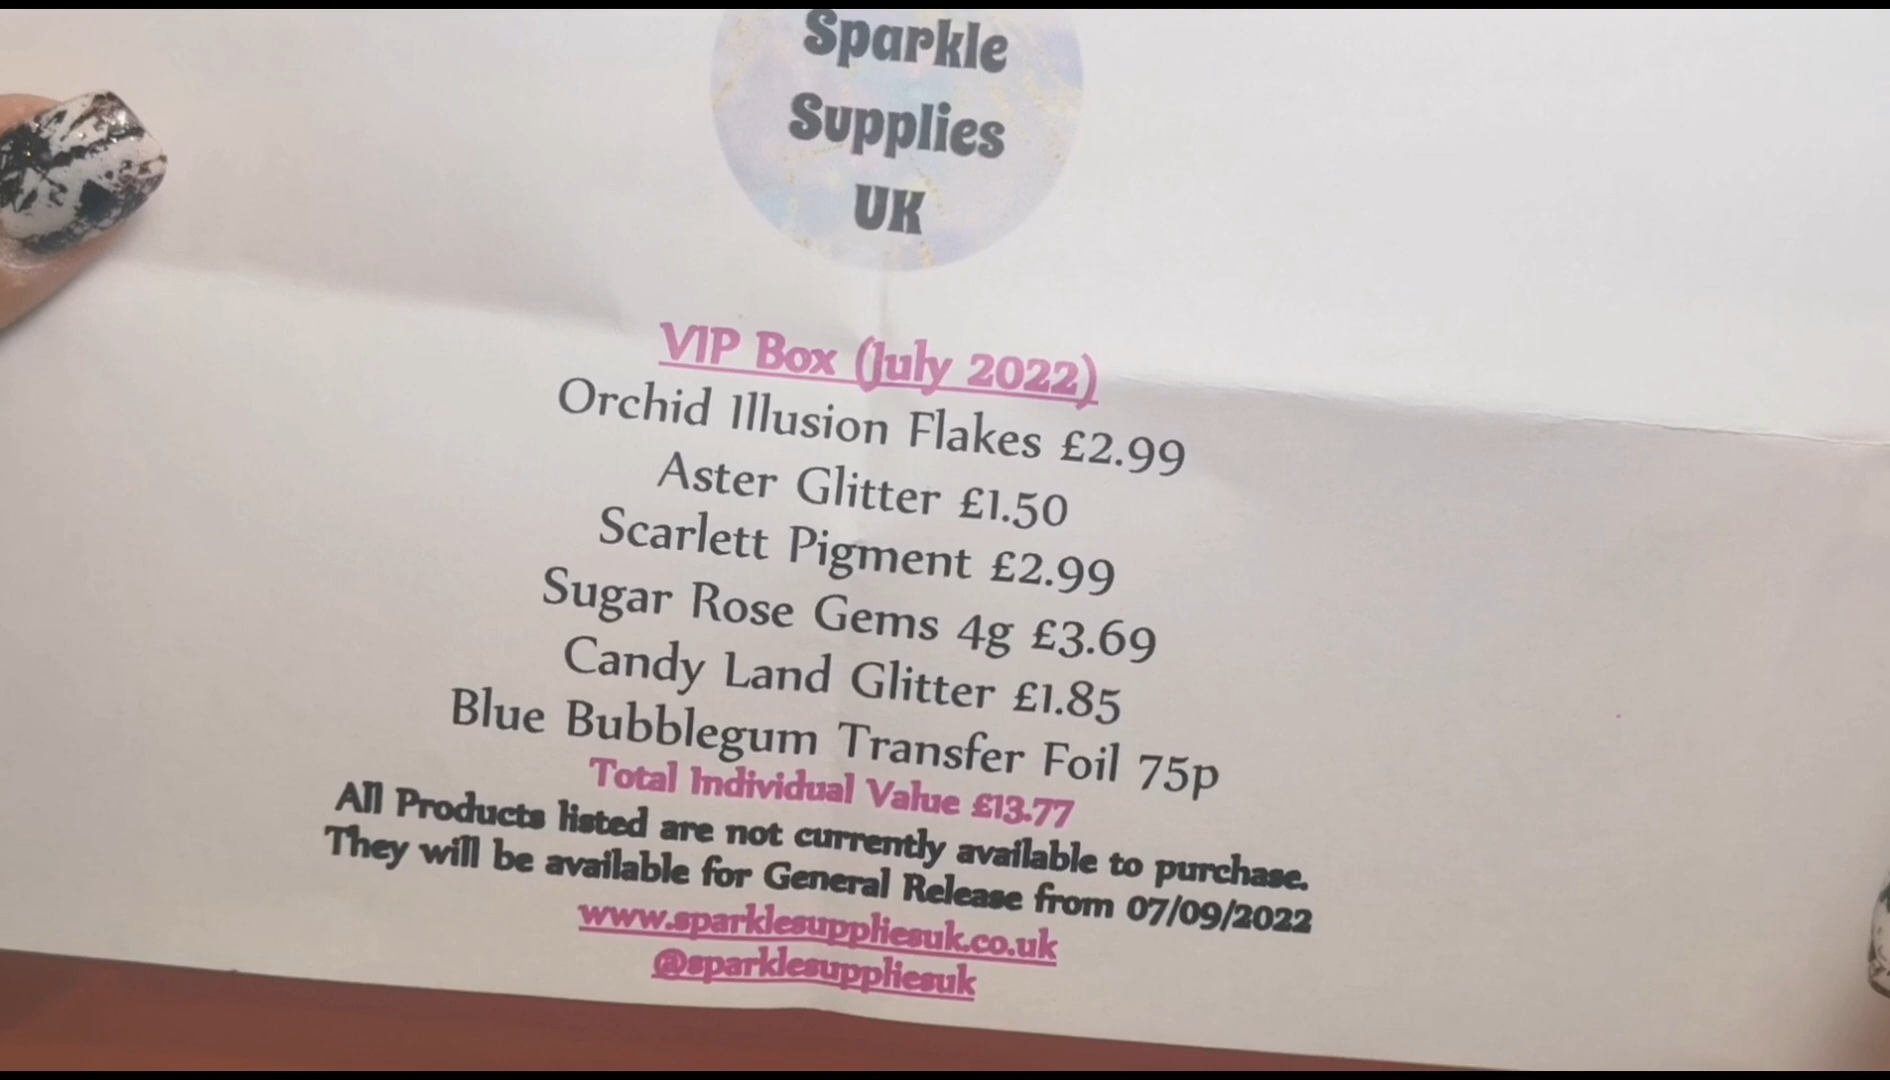 Sparkle
Supplies
UK
VIP Box (July 2022)
Orchid Illusion Flakes £2.99
Aster Glitter £1.50
Scarlett Pigment £2.99
Sugar Rose Gems 4g £3.69
Candy Land Glitter £1.85
Blue Bubblegum Transfer Foil 75p
Total Individual Value £13.77
All Products listed are not currently available to purchase.
They will be available for General Release from 07/09/2022
www.sparklesuppliesuk.co.uk
@sparklesuppliesuk